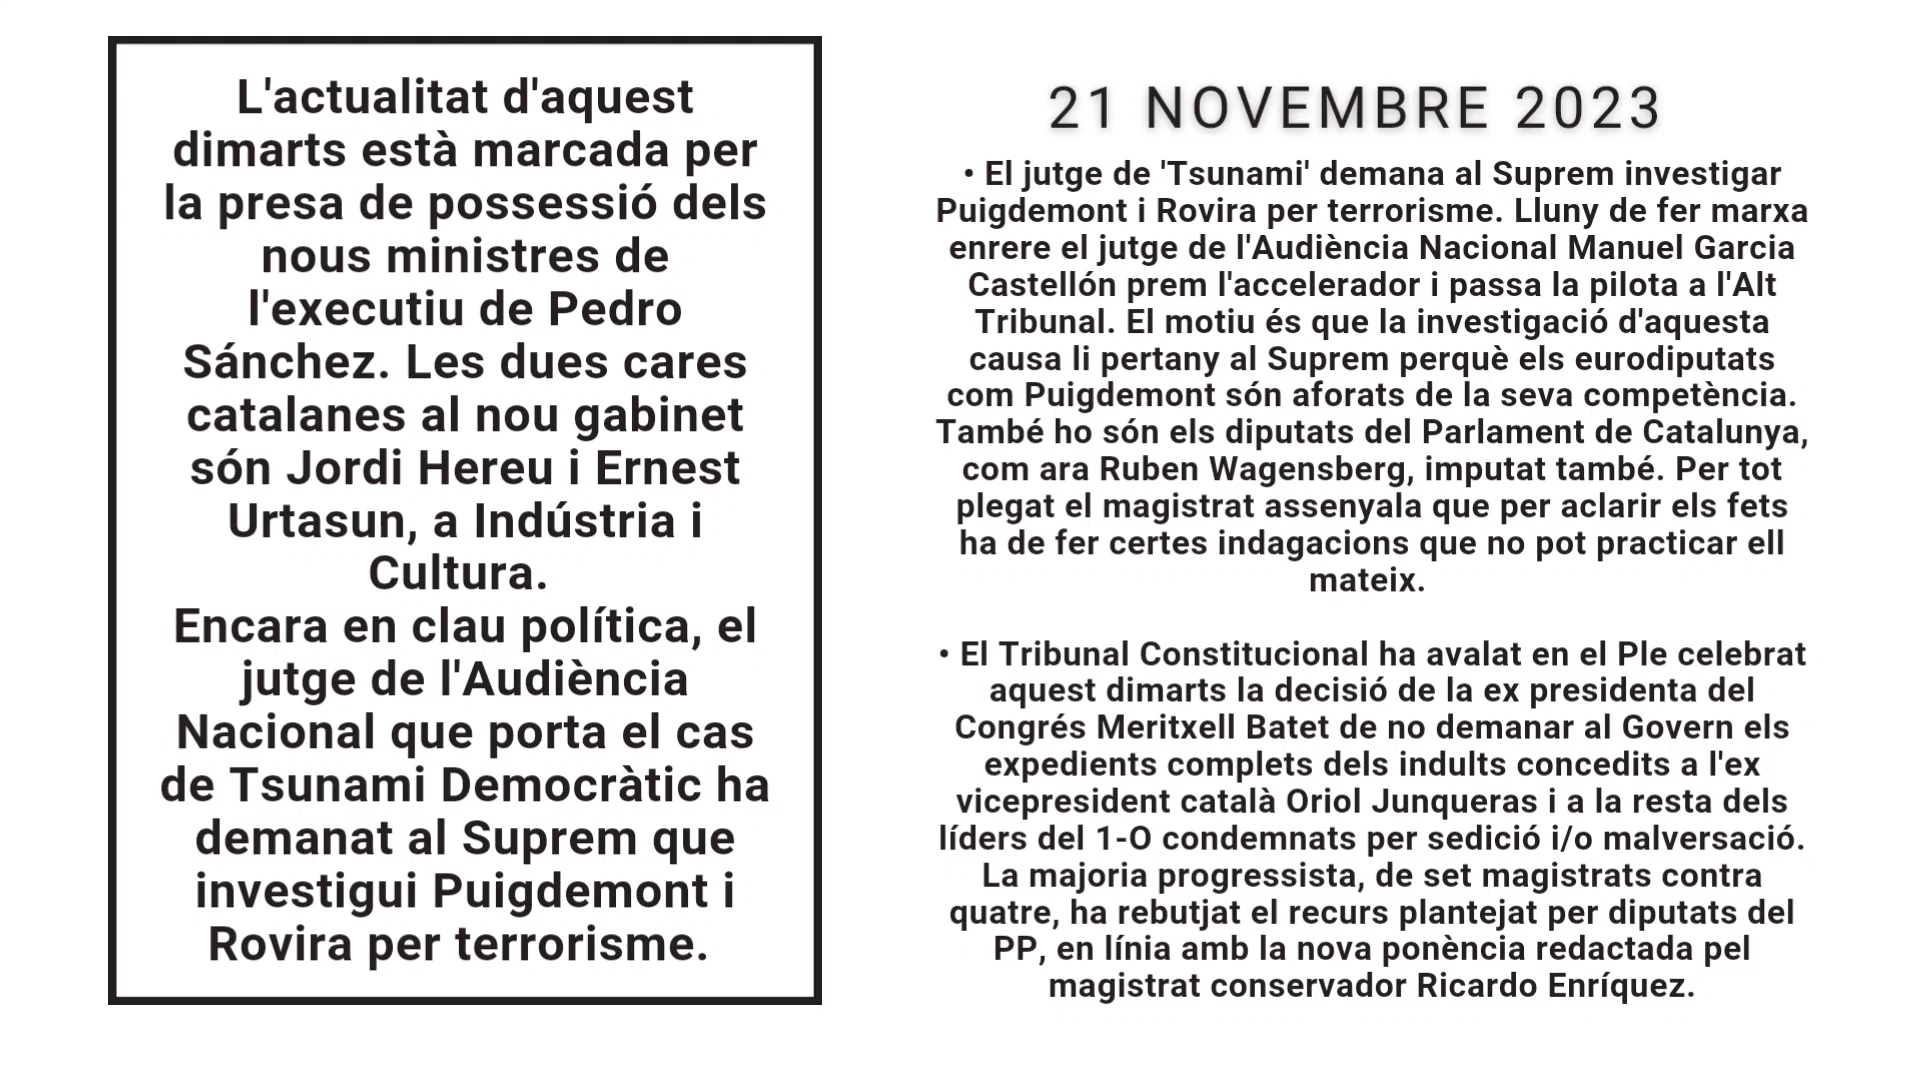 L'actualitat d'aquest
dimarts està marcada per
la presa de possessió dels
nous ministres de
l'executiu de Pedro
Sánchez. Les dues cares
catalanes al nou gabinet
són Jordi Hereu i Ernest
Urtasun, a Indústria i
Cultura.
Encara en clau política, el
jutge de l'Audiència
Nacional que porta el cas
de Tsunami Democràtic ha
demanat al Suprem que
investigui Puigdemont i
Rovira per terrorisme.
21 NOVEMBRE 2023
• El jutge de 'Tsunami' demana al Suprem investigar
Puigdemont i Rovira per terrorisme. Lluny de fer marxa
enrere el jutge de l'Audiència Nacional Manuel Garcia
Castellón prem l'accelerador i passa la pilota a l'Alt
Tribunal. El motiu és que la investigació d'aquesta
causa li pertany al Suprem perquè els eurodiputats
com Puigdemont són aforats de la seva competència.
També ho són els diputats del Parlament de Catalunya,
com ara Ruben Wagensberg, imputat també. Per tot
plegat el magistrat assenyala que per aclarir els fets
ha de fer certes indagacions que no pot practicar ell
mateix.
• El Tribunal Constitucional ha avalat en el Ple celebrat
aquest dimarts la decisió de la ex presidenta del
Congrés Meritxell Batet de no demanar al Govern els
expedients complets dels indults concedits a l'ex
vicepresident català Oriol Junqueras i a la resta dels
líders del 1-O condemnats per sedició i/o malversació.
La majoria progressista, de set magistrats contra
quatre, ha rebutjat el recurs plantejat per diputats del
PP, en línia amb la nova ponència redactada pel
magistrat conservador Ricardo Enríquez.